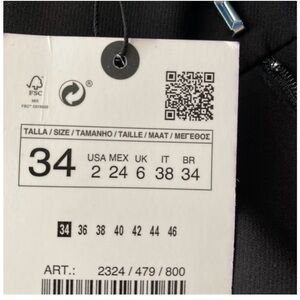 FSC
MIX
TALLA / SIZE / TAMANHO / TAILLE / MAAT / ΜΕΓΕΘΟΣ
34
USA MEX UK IT BR
2 24 6 38 34
34 36 38 40 42 44 46
ART.: 2324 / 479 / 800